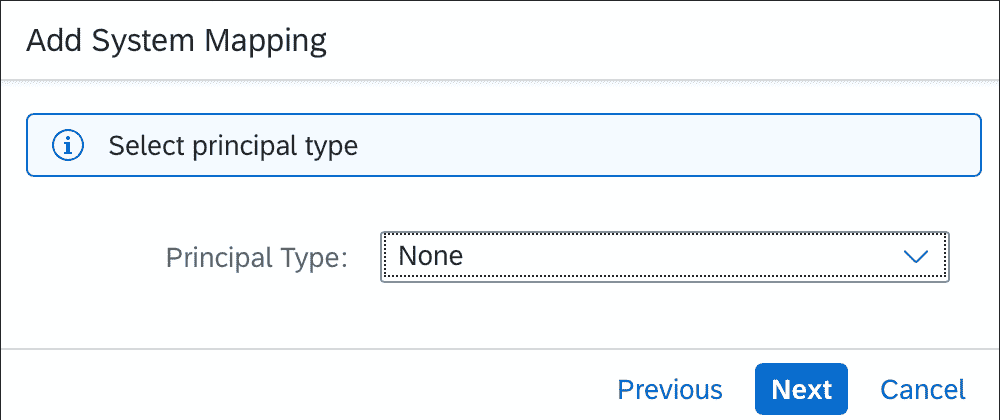 Add System Mapping
Select principal type
Principal Type: None
Previous Next Cancel